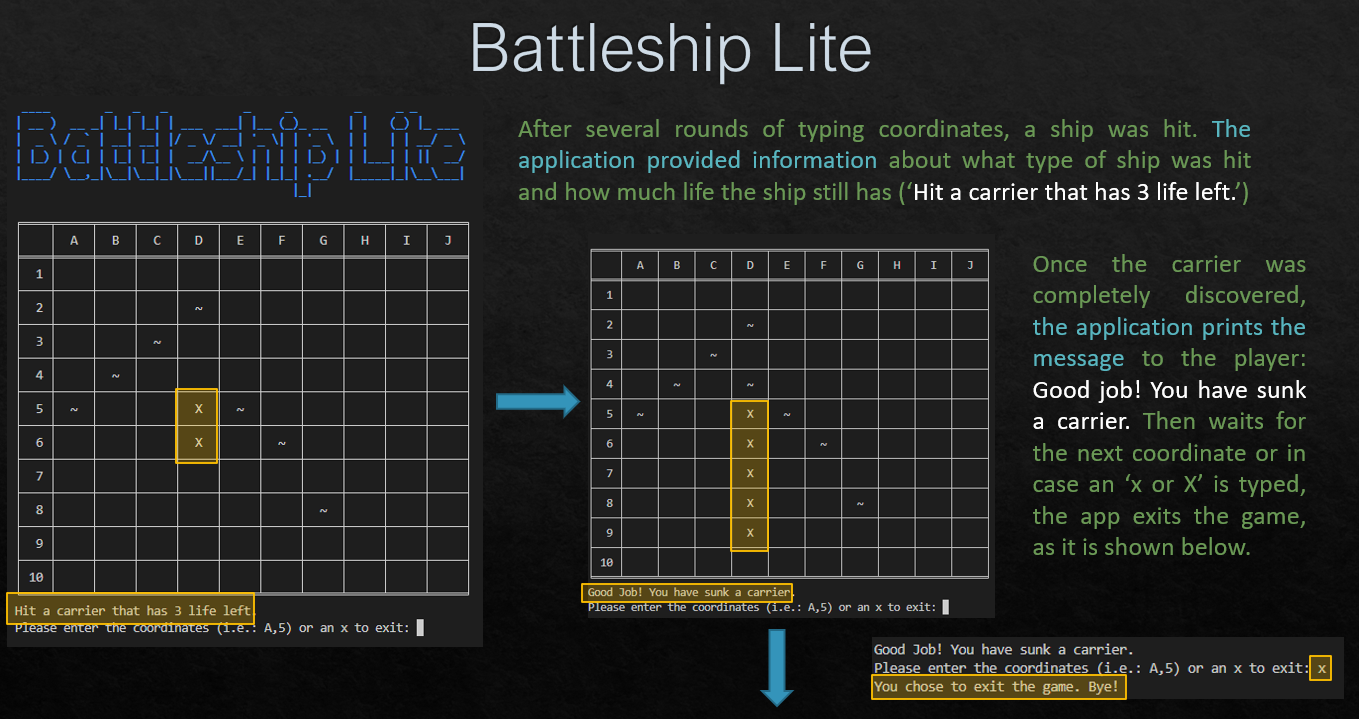 Battleship Lite
Battleship Lite
After several rounds of typing coordinates, a ship was hit. The
application provided information about what type of ship was hit
and how much life the ship still has (‘Hit a carrier that has 3 life left.’)
A B C D E F G H I J
1
2 ~
3 ~
4 ~
5 ~ X ~
6 X ~
7
8 ~
9
10
Hit a carrier that has 3 life left.
Please enter the coordinates (i.e.: A,5) or an x to exit:
A B C D E F G H I J
1
2 ~
3 ~
4 ~ ~
5 ~ X ~
6 X ~
7 X
8 X ~
9 X
10
Good Job! You have sunk a carrier.
Please enter the coordinates (i.e.: A,5) or an x to exit:
Once the carrier was
completely discovered,
the application prints the
message to the player:
Good job! You have sunk
a carrier. Then waits for
the next coordinate or in
case an ‘x or X’ is typed,
the app exits the game,
as it is shown below.
Good Job! You have sunk a carrier.
Please enter the coordinates (i.e.: A,5) or an x to exit: x
You chose to exit the game. Bye!